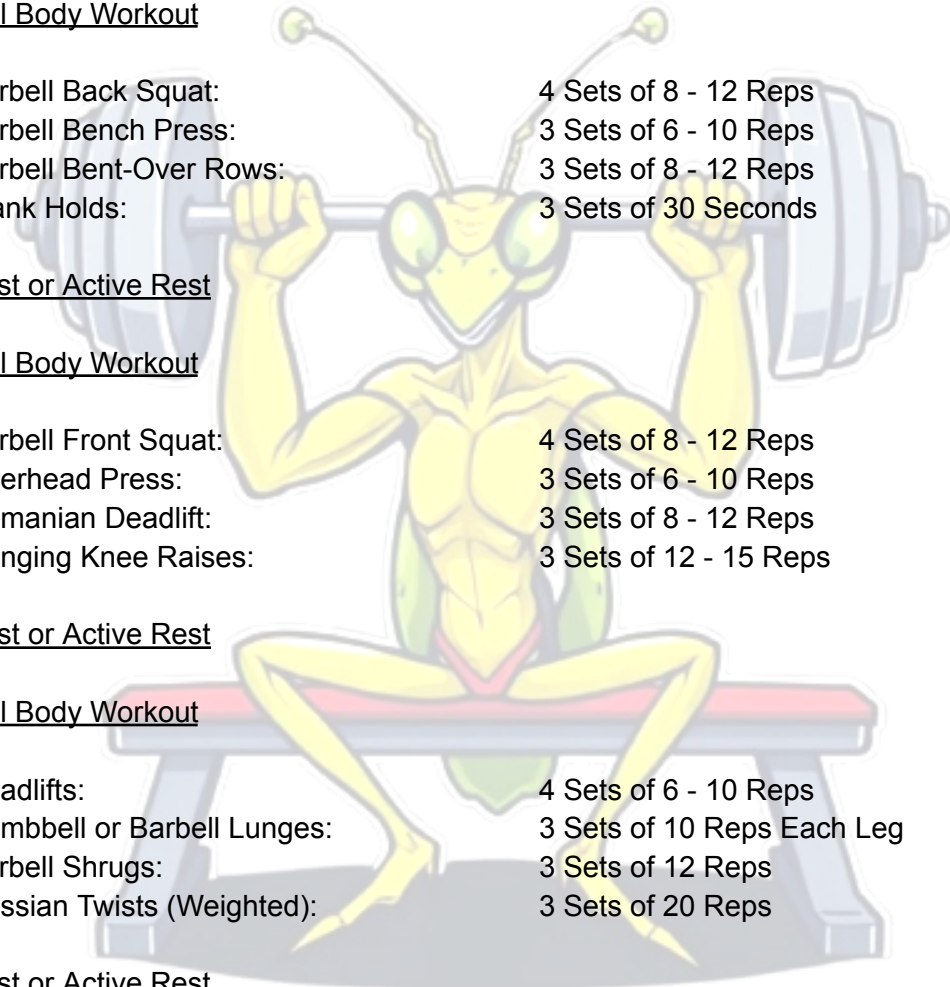 l Body Workout
rbell Back Squat: 4 Sets of 8 - 12 Reps
rbell Bench Press: 3 Sets of 6 - 10 Reps
rbell Bent-Over Rows: 3 Sets of 8 - 12 Reps
ank Holds: 3 Sets of 30 Seconds
st or Active Rest
l Body Workout
rbell Front Squat: 4 Sets of 8 - 12 Reps
erhead Press: 3 Sets of 6 - 10 Reps
manian Deadlift: 3 Sets of 8 - 12 Reps
nging Knee Raises: 3 Sets of 12 - 15 Reps
st or Active Rest
l Body Workout
adlifts: 4 Sets of 6 - 10 Reps
mbbell or Barbell Lunges: 3 Sets of 10 Reps Each Leg
rbell Shrugs: 3 Sets of 12 Reps
ssian Twists (Weighted): 3 Sets of 20 Reps
st or Active Rest